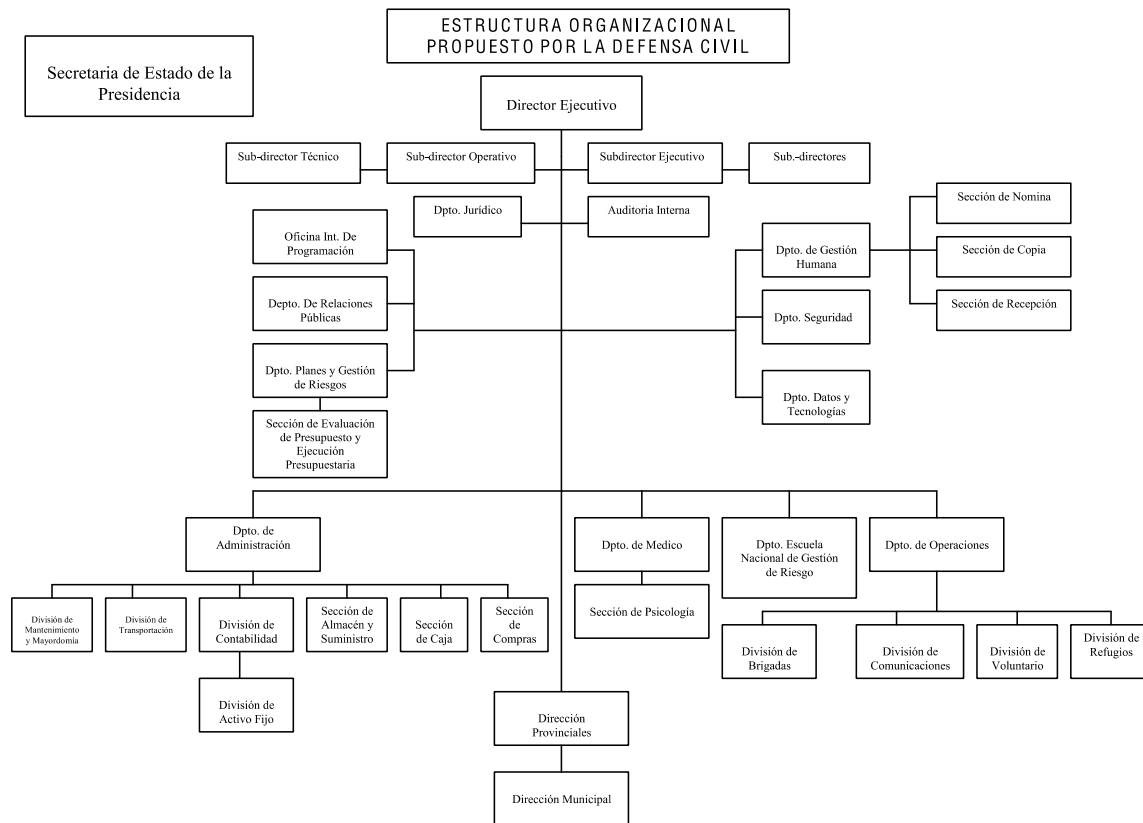 ESTRUCTURA ORGANIZACIONAL
PROPUESTO POR LA DEFENSA CIVIL
Secretaria de Estado de la
Presidencia
Director Ejecutivo
Sub-director Técnico
Sub-director Operativo
Subdirector Ejecutivo
Sub.-directores
Dpto. Jurídico
Auditoria Interna
Oficina Int. De
Programación
Depto. De Relaciones
Públicas
Dpto. Planes y Gestión
de Riesgos
Sección de Evaluación
de Presupuesto y
Ejecución
Presupuestaria
Dpto. de Gestión
Humana
Dpto. Seguridad
Dpto. Datos y
Tecnologías
Sección de Nomina
Sección de Copia
Sección de Recepción
Dpto. de
Administración
Dpto. de Medico
Dpto. Escuela
Nacional de Gestión
de Riesgo
Dpto. de Operaciones
División de
Mantenimiento
y Mayordomía
División de
Transportación
División de
Contabilidad
Sección de
Almacén y
Suministro
Sección
de Caja
Sección
de
Compras
Sección de Psicología
División de
Brigadas
División de
Comunicaciones
División de
Voluntario
División de
Refugios
División de
Activo Fijo
Dirección
Provinciales
Dirección Municipal